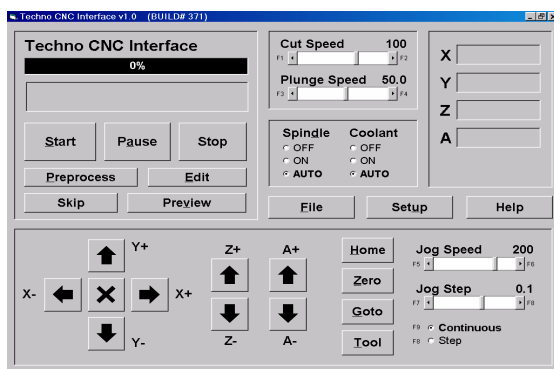 Techno CNC Interface v1.0 (BUILD# 371)
Techno CNC Interface
0%
Start
Pause
Stop
Preprocess
Edit
Skip
Preview
Cut Speed 100
F1 F2
Plunge Speed 50.0
F3 F4
Spindle Coolant
OFF OFF
ON ON
AUTO AUTO
X
Y
Z
A
File
Setup
Help
Y+
X-
X+
Y-
Z+
Z-
A+
A-
Home
Zero
Goto
Tool
Jog Speed 200
F5 F6
Jog Step 0.1
F7 F8
F9 Continuous
F9 Step